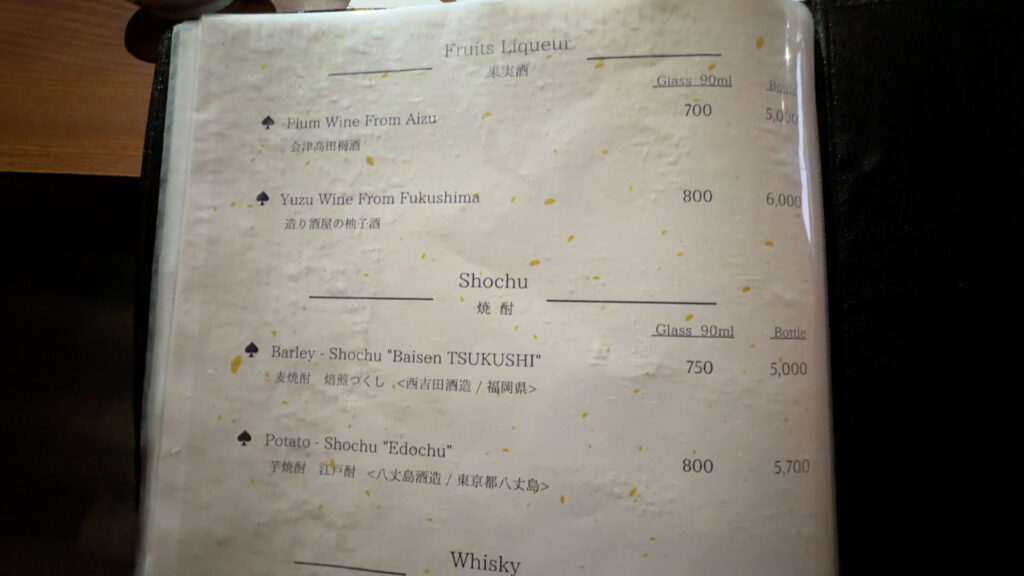 Fruits Liqueur
果実酒
Glass 90ml Bottle
Plum Wine From Aizu 700 5,000
会津高田梅酒
Yuzu Wine From Fukushima 800 6,000
造り酒屋の柚子酒
Shochu
焼 酎
Glass 90ml Bottle
Barley - Shochu "Baisen TSUKUSHI" 750 5,000
麦焼酎 焙煎つくし <西吉田酒造 / 福岡県>
Potato - Shochu "Edochu" 800 5,700
芋焼酎 江戸酎 <八丈島酒造 / 東京都八丈島>
Whisky